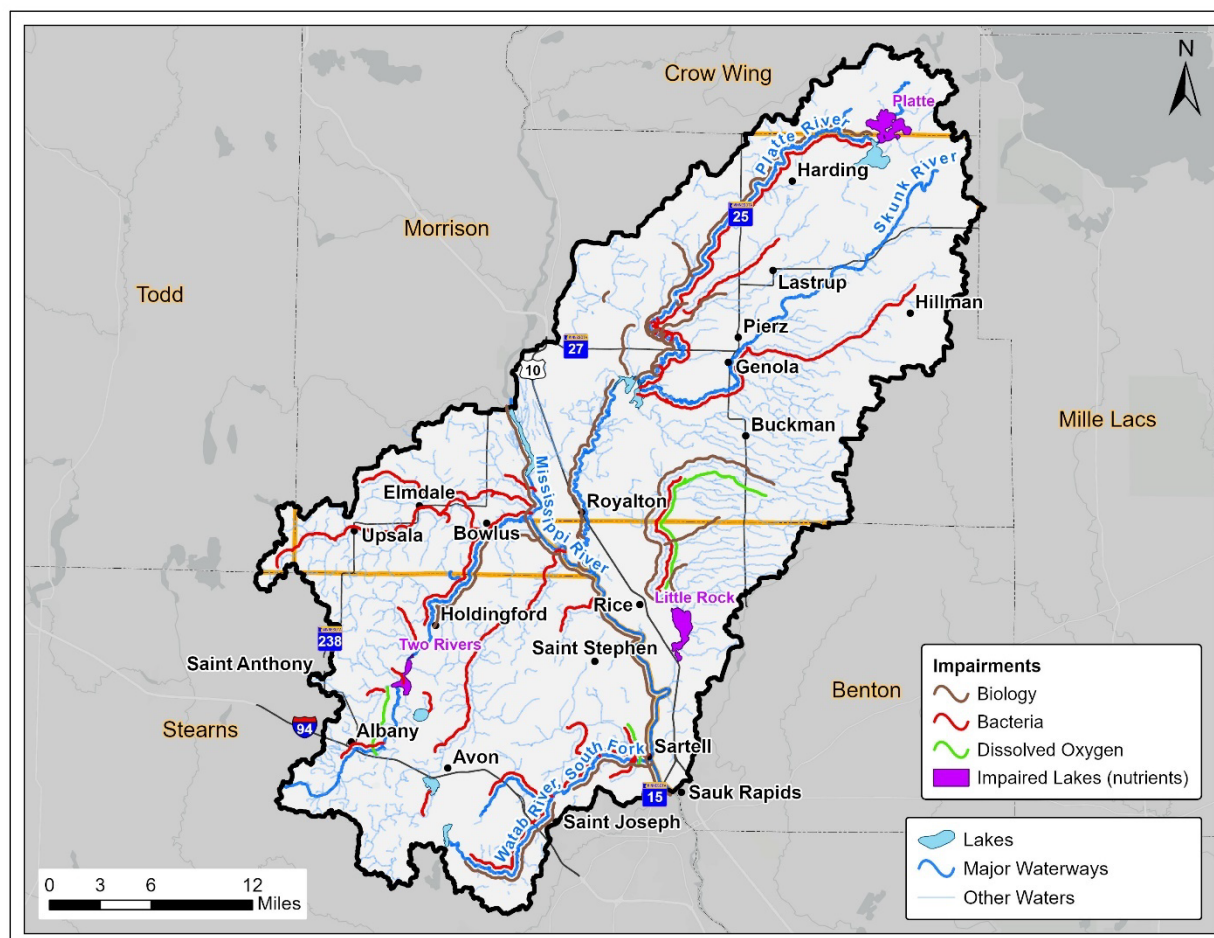 N
Crow Wing
Platte
Platte River
Harding
Skunk River
25
Morrison
Lastrup
Todd
Hillman
Pierz
27
Genola
10
Mille Lacs
Buckman
Mississippi River
Elmdale
Royalton
Upsala
Bowlus
Little Rock
Rice
Holdingford
238
Two Rivers
Saint Stephen
Saint Anthony
Benton
Stearns
94
Albany
Sartell
Avon
Watab River, South Fork
15
Sauk Rapids
Saint Joseph
Impairments
Biology
Bacteria
Dissolved Oxygen
Impaired Lakes (nutrients)
Lakes
Major Waterways
Other Waters
0 3 6 12
Miles